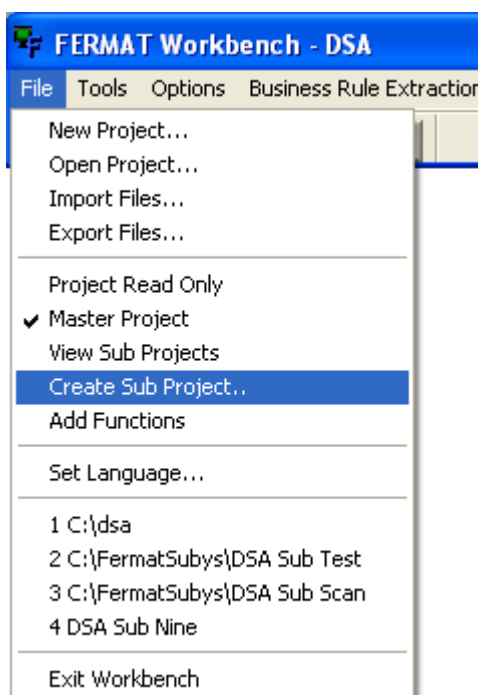 FERMAT Workbench - DSA
File Tools Options Business Rule Extraction
New Project...
Open Project...
Import Files...
Export Files...
Project Read Only
Master Project
View Sub Projects
Create Sub Project..
Add Functions
Set Language...
1 C:\dsa
2 C:\FermatSubys\DSA Sub Test
3 C:\FermatSubys\DSA Sub Scan
4 DSA Sub Nine
Exit Workbench